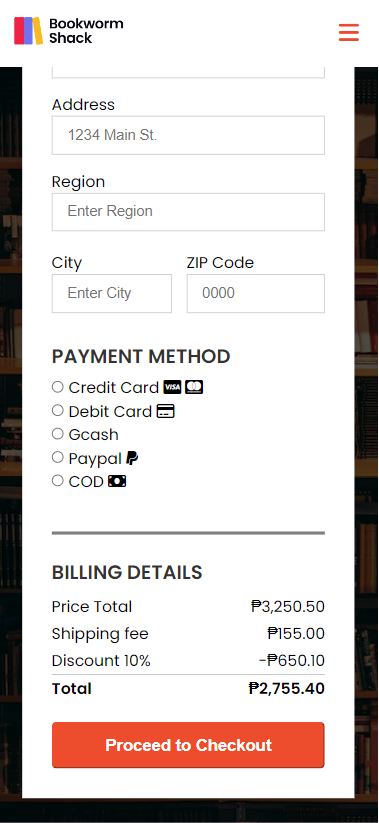 Bookworm
Shack
Address
1234 Main St.
Region
Enter Region
City ZIP Code
Enter City 0000
PAYMENT METHOD
Credit Card VISA
Debit Card
Gcash
Paypal
COD
BILLING DETAILS
Price Total ₱3,250.50
Shipping fee ₱155.00
Discount 10% -₱650.10
Total ₱2,755.40
Proceed to Checkout